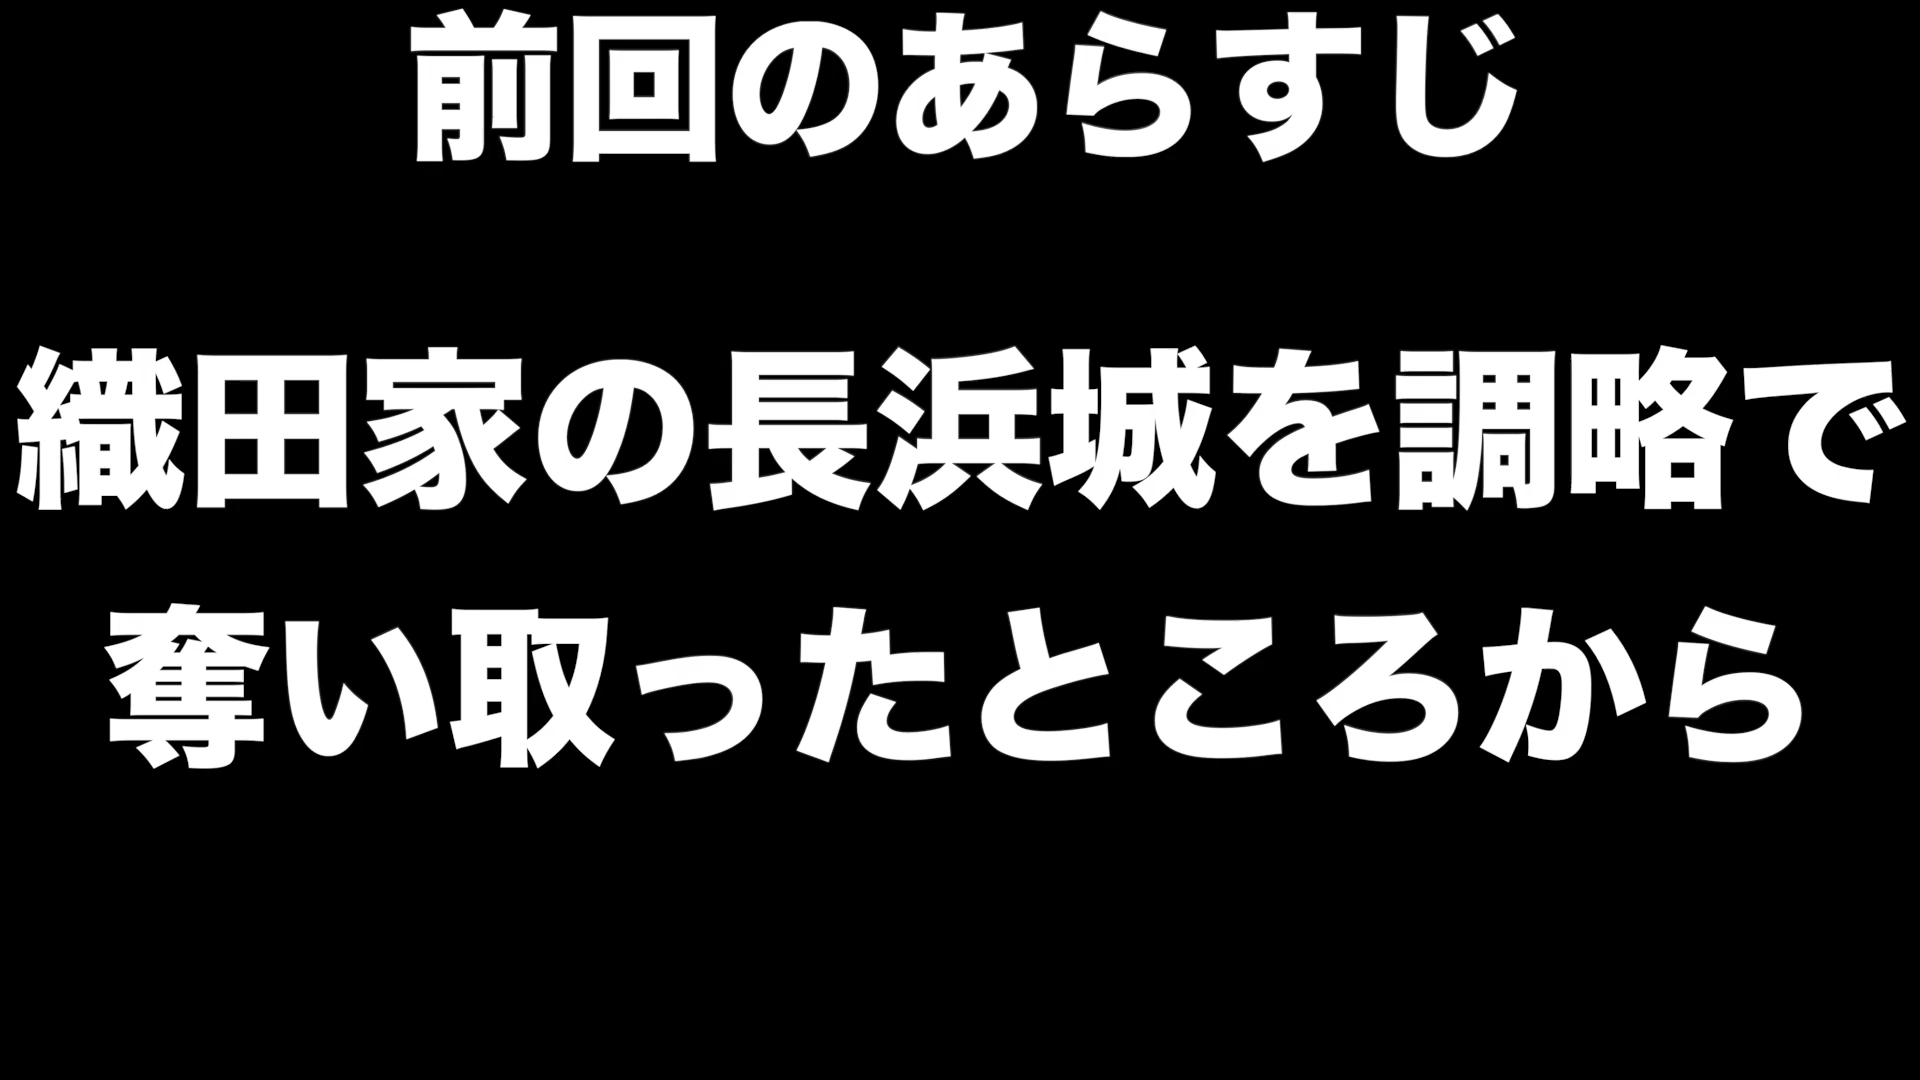 前回のあらすじ
織田家の長浜城を調略で
奪い取ったところから